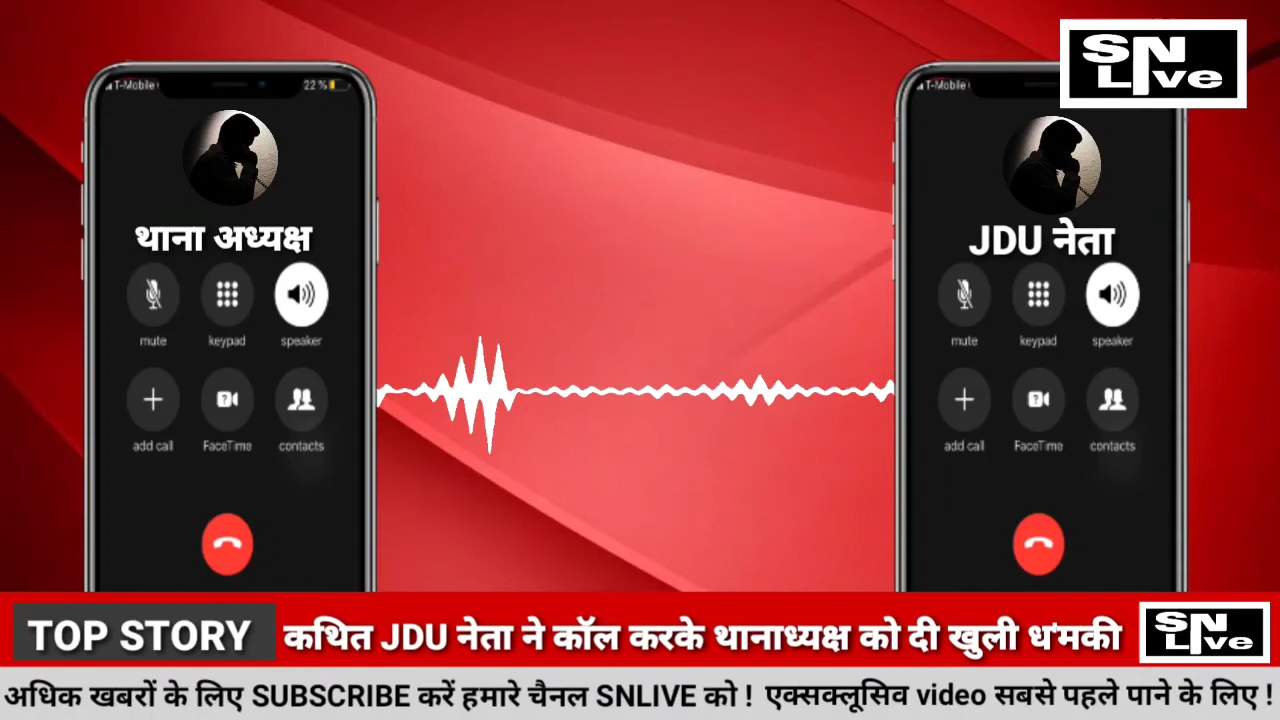 SN
Live
T-Mobile
22 %
T-Mobile
थाना अध्यक्ष
JDU नेता
mute keypad speaker
mute keypad speaker
add call FaceTime contacts
add call FaceTime contacts
TOP STORY
कथित JDU नेता ने कॉल करके थानाध्यक्ष को दी खुली ध'मकी
SN
Live
अधिक खबरों के लिए SUBSCRIBE करें हमारे चैनल SNLIVE को ! एक्सक्लूसिव video सबसे पहले पाने के लिए !